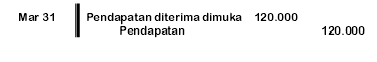 Mar 31 Pendapatan diterima dimuka 120.000
Pendapatan 120.000